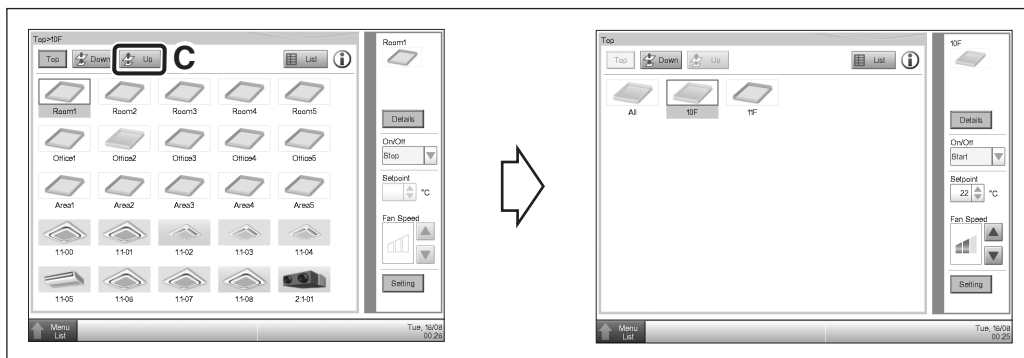 Top>10F
Top Down Up C List
Room1 Room2 Room3 Room4 Room5
Office1 Office2 Office3 Office4 Office5
Area1 Area2 Area3 Area4 Area5
1:1-00 1:1-01 1:1-02 1:1-03 1:1-04
1:1-05 1:1-06 1:1-07 1:1-08 2:1-01
Room1
Details
On/Off
Stop
Setpoint
°C
Fan Speed
Setting
Menu
List
Tue, 16/08
00:26
Top
Top Down Up List
All 10F 11F
10F
Details
On/Off
Start
Setpoint
22 °C
Fan Speed
Setting
Menu
List
Tue, 16/08
00:25